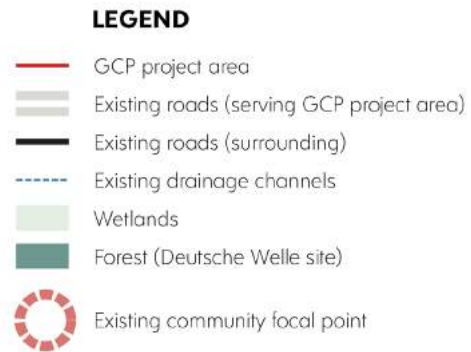 LEGEND
GCP project area
Existing roads (serving GCP project area)
Existing roads (surrounding)
Existing drainage channels
Wetlands
Forest (Deutsche Welle site)
Existing community focal point